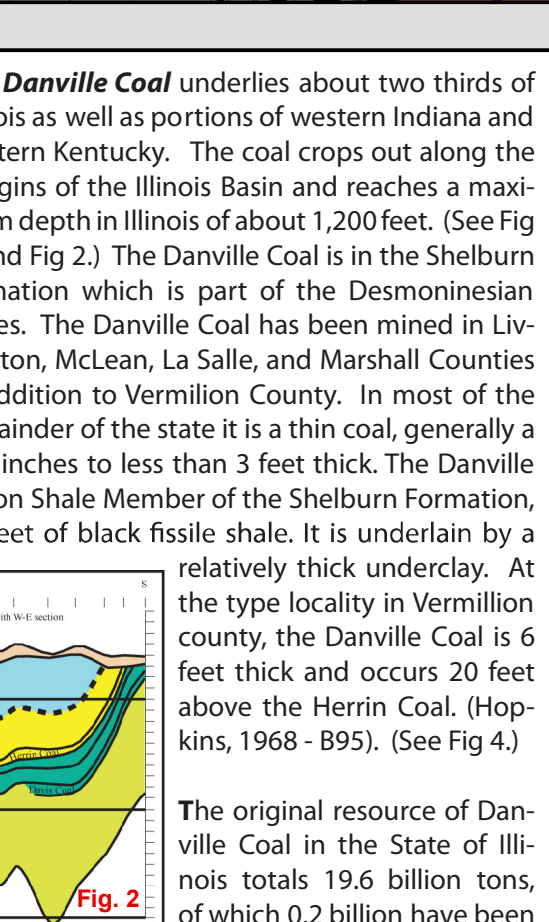 Danville Coal underlies about two thirds of
ois as well as portions of western Indiana and
tern Kentucky. The coal crops out along the
gins of the Illinois Basin and reaches a maxi-
m depth in Illinois of about 1,200 feet. (See Fig
nd Fig 2.) The Danville Coal is in the Shelburn
mation which is part of the Desmoninesian
es. The Danville Coal has been mined in Liv-
ton, McLean, La Salle, and Marshall Counties
ddition to Vermilion County. In most of the
ainder of the state it is a thin coal, generally a
inches to less than 3 feet thick. The Danville
on Shale Member of the Shelburn Formation,
eet of black fissile shale. It is underlain by a
relatively thick underclay. At
the type locality in Vermillion
county, the Danville Coal is 6
feet thick and occurs 20 feet
above the Herrin Coal. (Hop-
kins, 1968 - B95). (See Fig 4.)
The original resource of Dan-
ville Coal in the State of Illi-
nois totals 19.6 billion tons,
of which 0.2 billion have been
S
ith W-E section
Herrin Coal
Davis Coal
Fig. 2